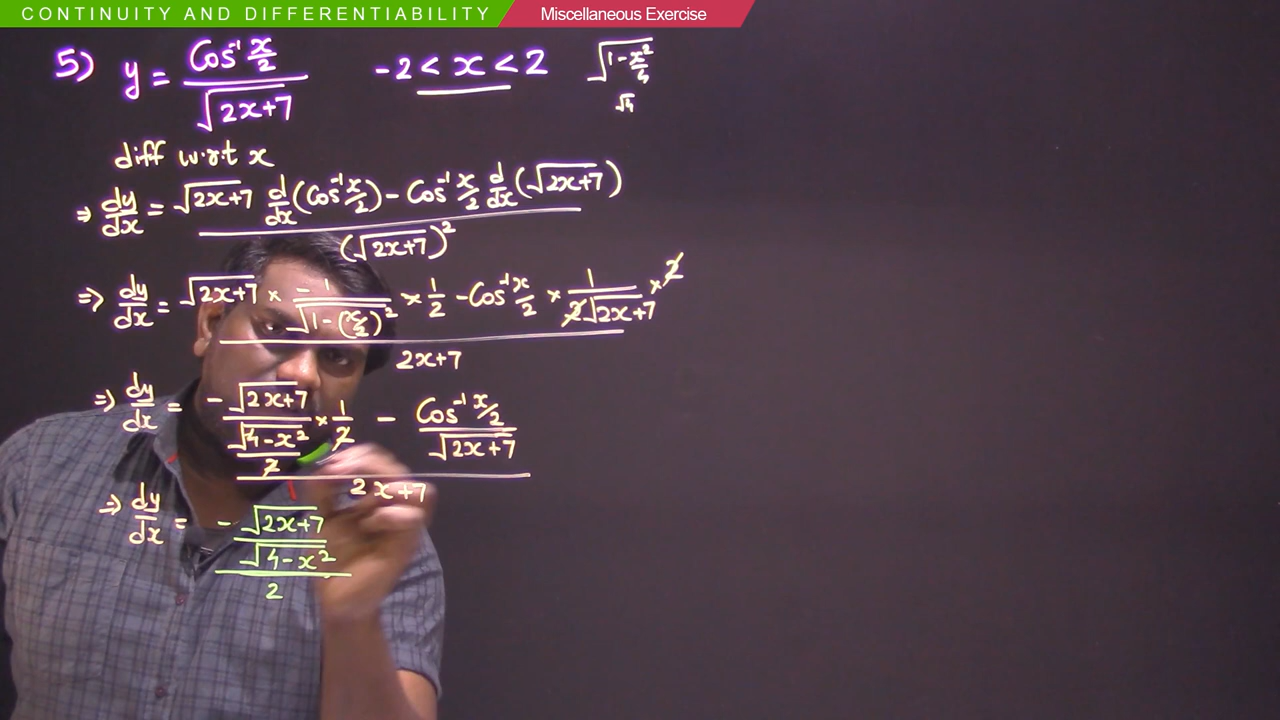 CONTINUITY AND DIFFERENTIABILITY
Miscellaneous Exercise
5) y = Cos⁻¹ x/2 / √(2x+7)   -2 < x < 2   √(1-x²/4)
√4
diff w.r.t x
⇒ dy/dx = √(2x+7) d/dx (Cos⁻¹ x/2) - Cos⁻¹ x/2 d/dx (√(2x+7)) / (√(2x+7))²
⇒ dy/dx = √(2x+7) × -1/√(1-(x/2)²) × 1/2 - Cos⁻¹ x/2 × 1/(2√(2x+7)) × 2 / 2x+7
⇒ dy/dx = - √(2x+7) / (√(4-x²)/2) × 1/2 - Cos⁻¹ x/2 / √(2x+7) / 2x+7
⇒ dy/dx = - √(2x+7) / √(4-x²) / 2